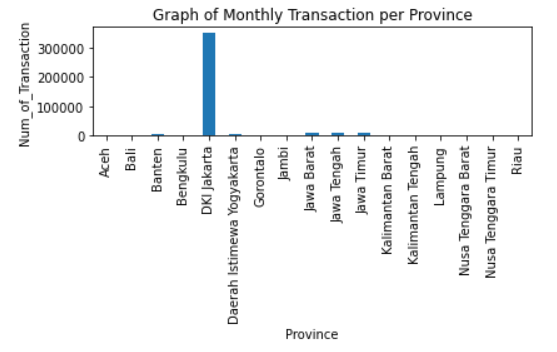 Graph of Monthly Transaction per Province
Num_of_Transaction
300000
200000
100000
0
Aceh
Bali
Banten
Bengkulu
DKI Jakarta
Daerah Istimewa Yogyakarta
Gorontalo
Jambi
Jawa Barat
Jawa Tengah
Jawa Timur
Kalimantan Barat
Kalimantan Tengah
Lampung
Nusa Tenggara Barat
Nusa Tenggara Timur
Riau
Province